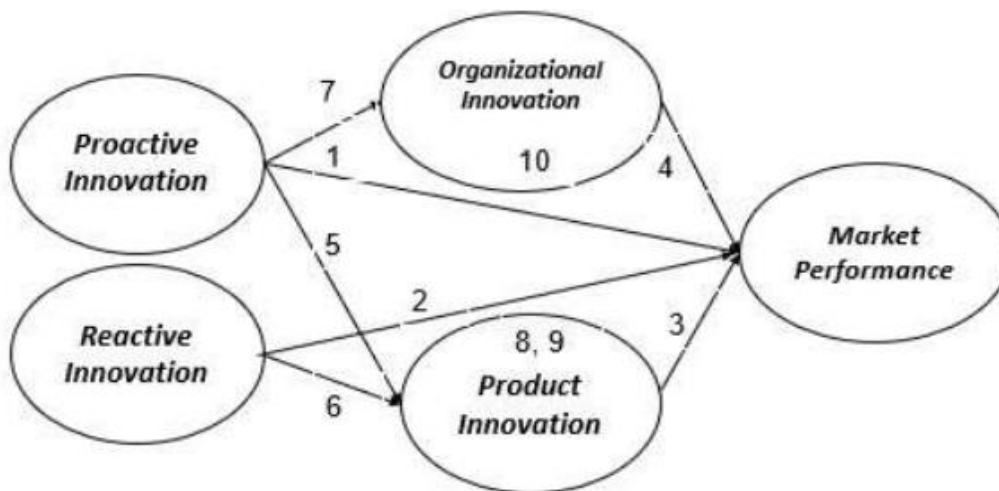 Organizational
Innovation
7
Proactive
Innovation
1
10
4
5
Market
Performance
2
Reactive
Innovation
8, 9
3
Product
Innovation
6